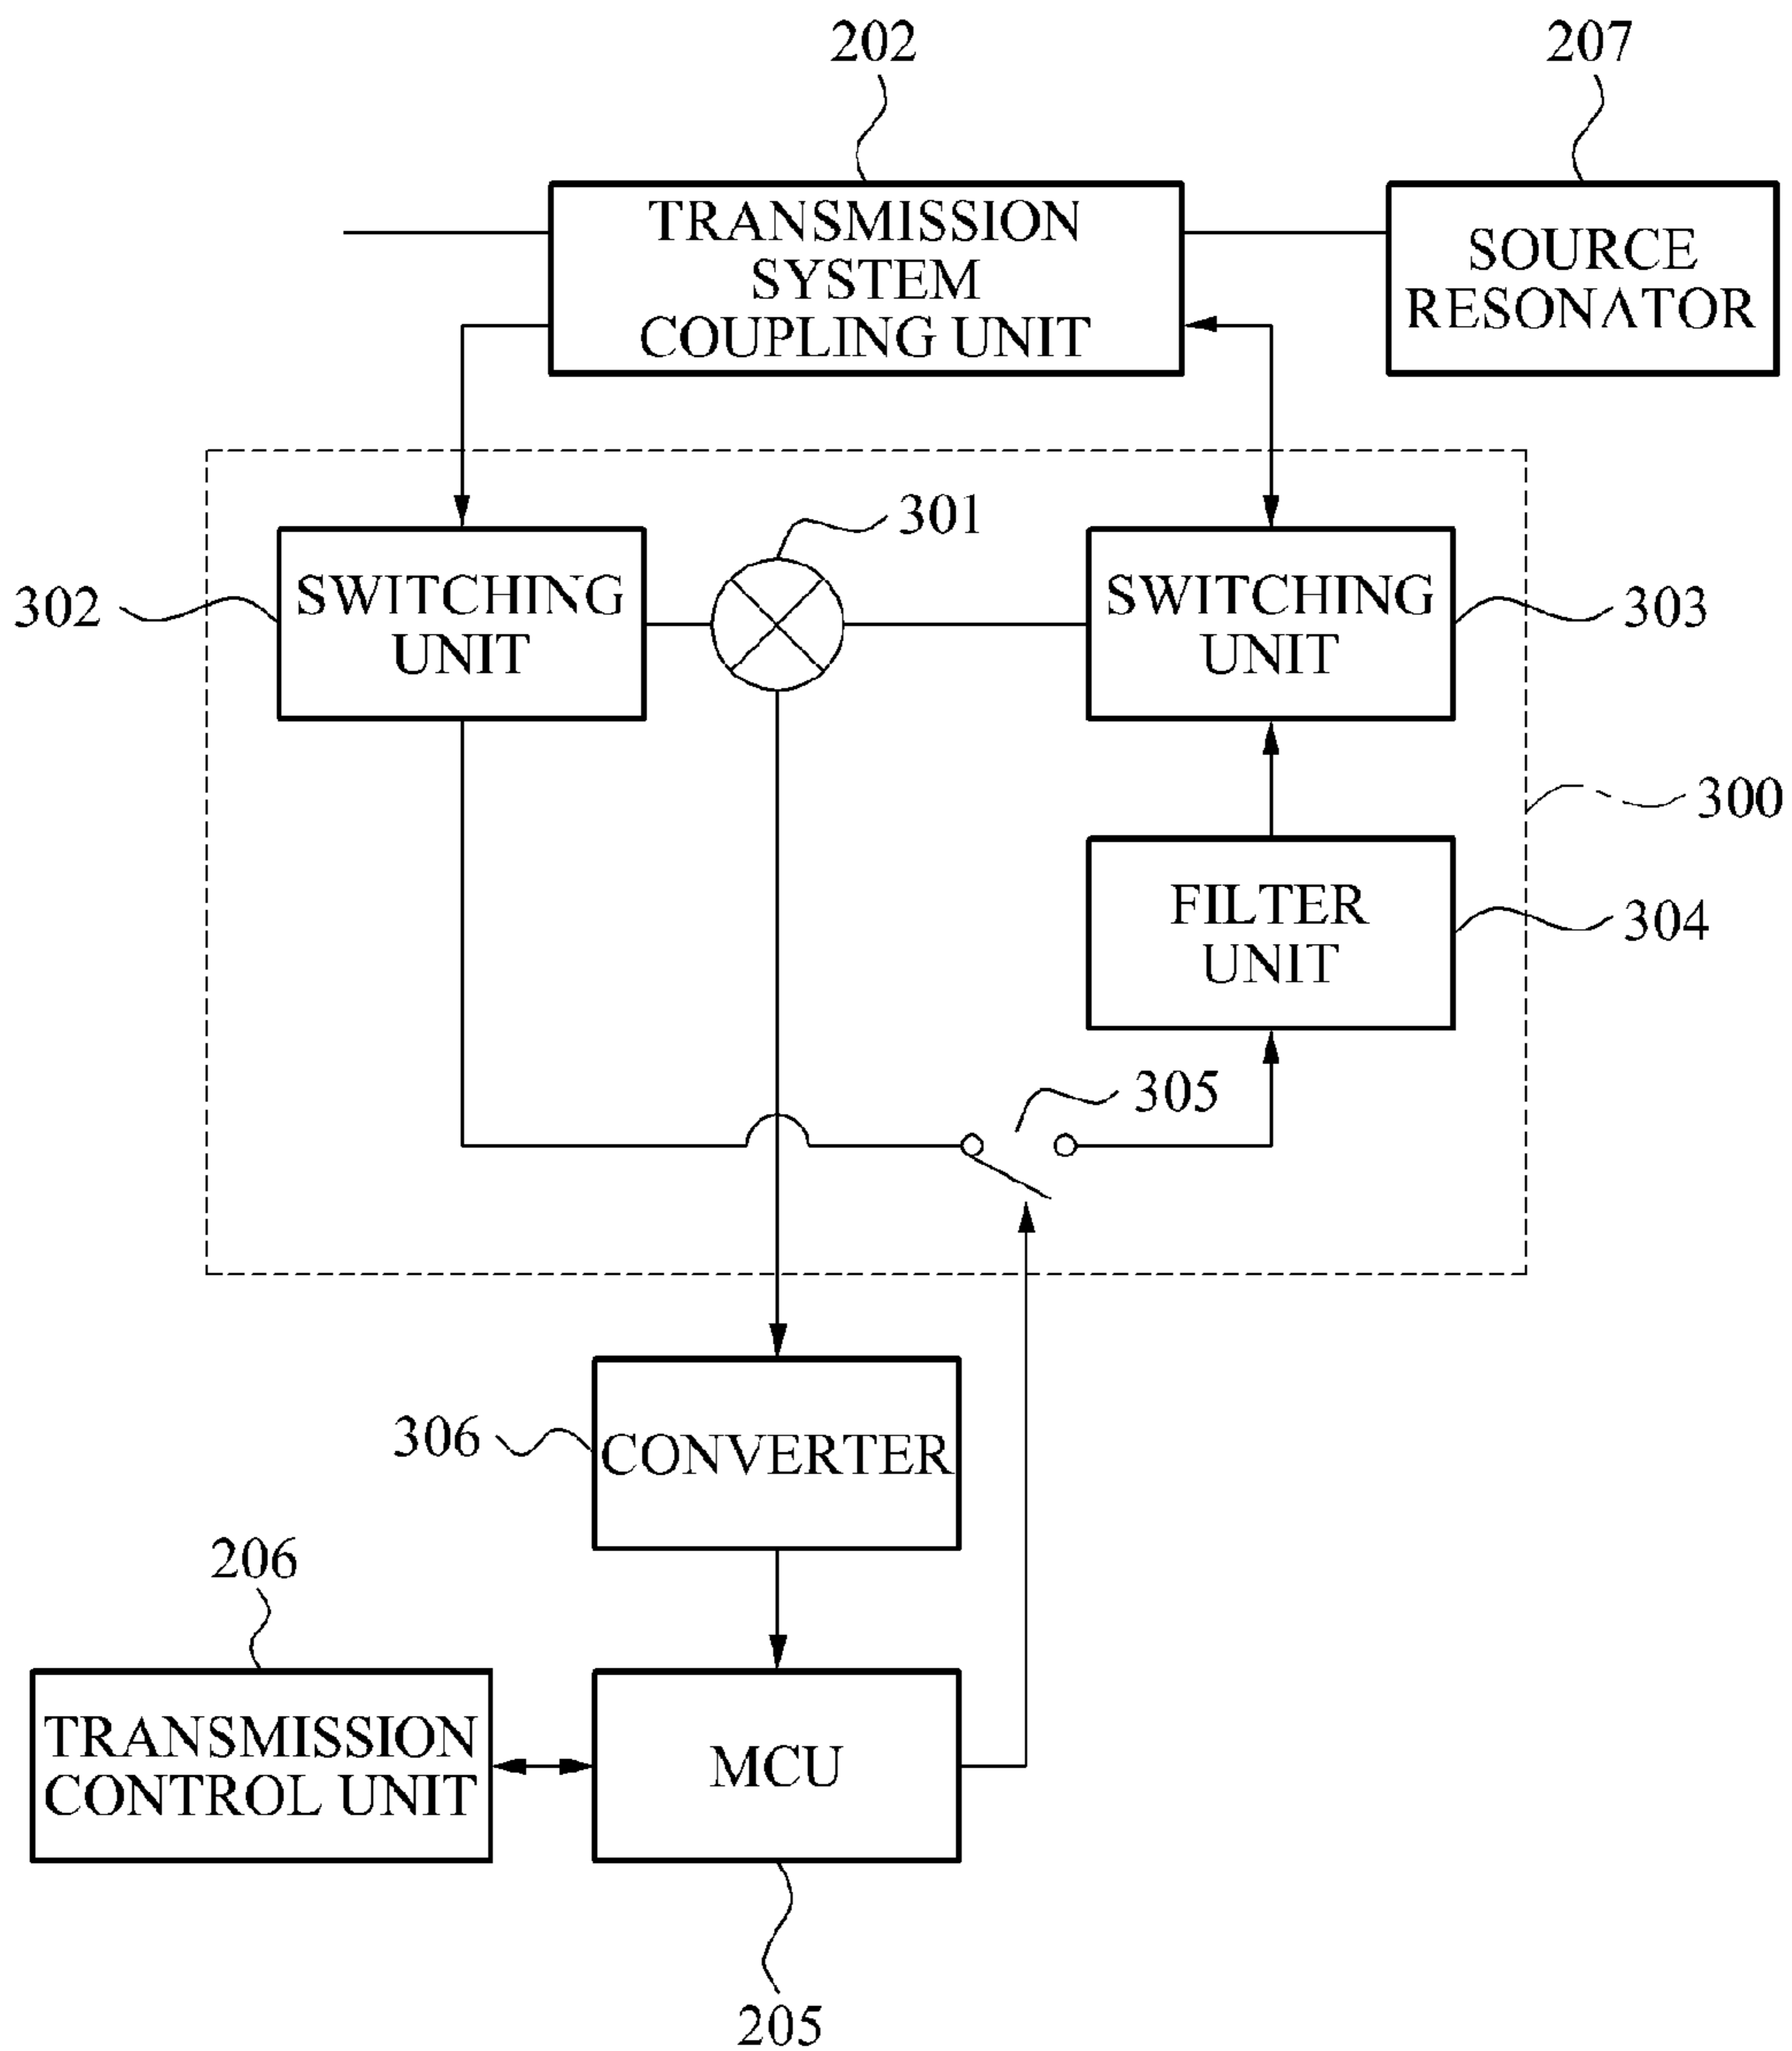 202
207
TRANSMISSION
SYSTEM
COUPLING UNIT
SOURCE
RESONATOR
301
302
SWITCHING
UNIT
SWITCHING
UNIT
303
300
FILTER
UNIT
304
305
306
CONVERTER
206
TRANSMISSION
CONTROL UNIT
MCU
205